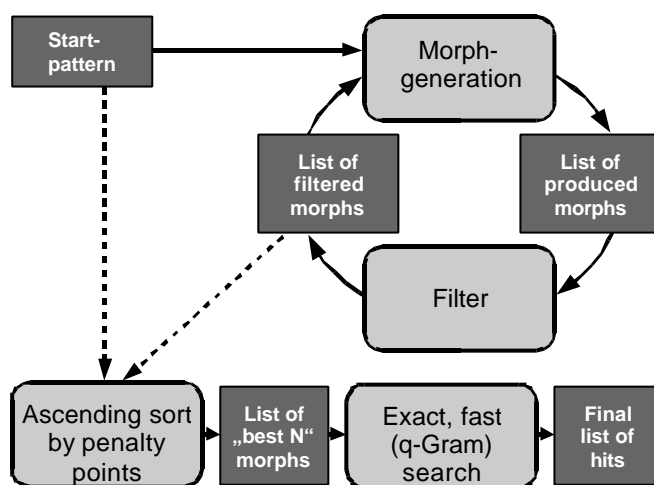 Start-
pattern
Morph-
generation
List of
filtered
morphs
List of
produced
morphs
Filter
Ascending sort
by penalty
points
List of
„best N“
morphs
Exact, fast
(q-Gram)
search
Final
list of
hits